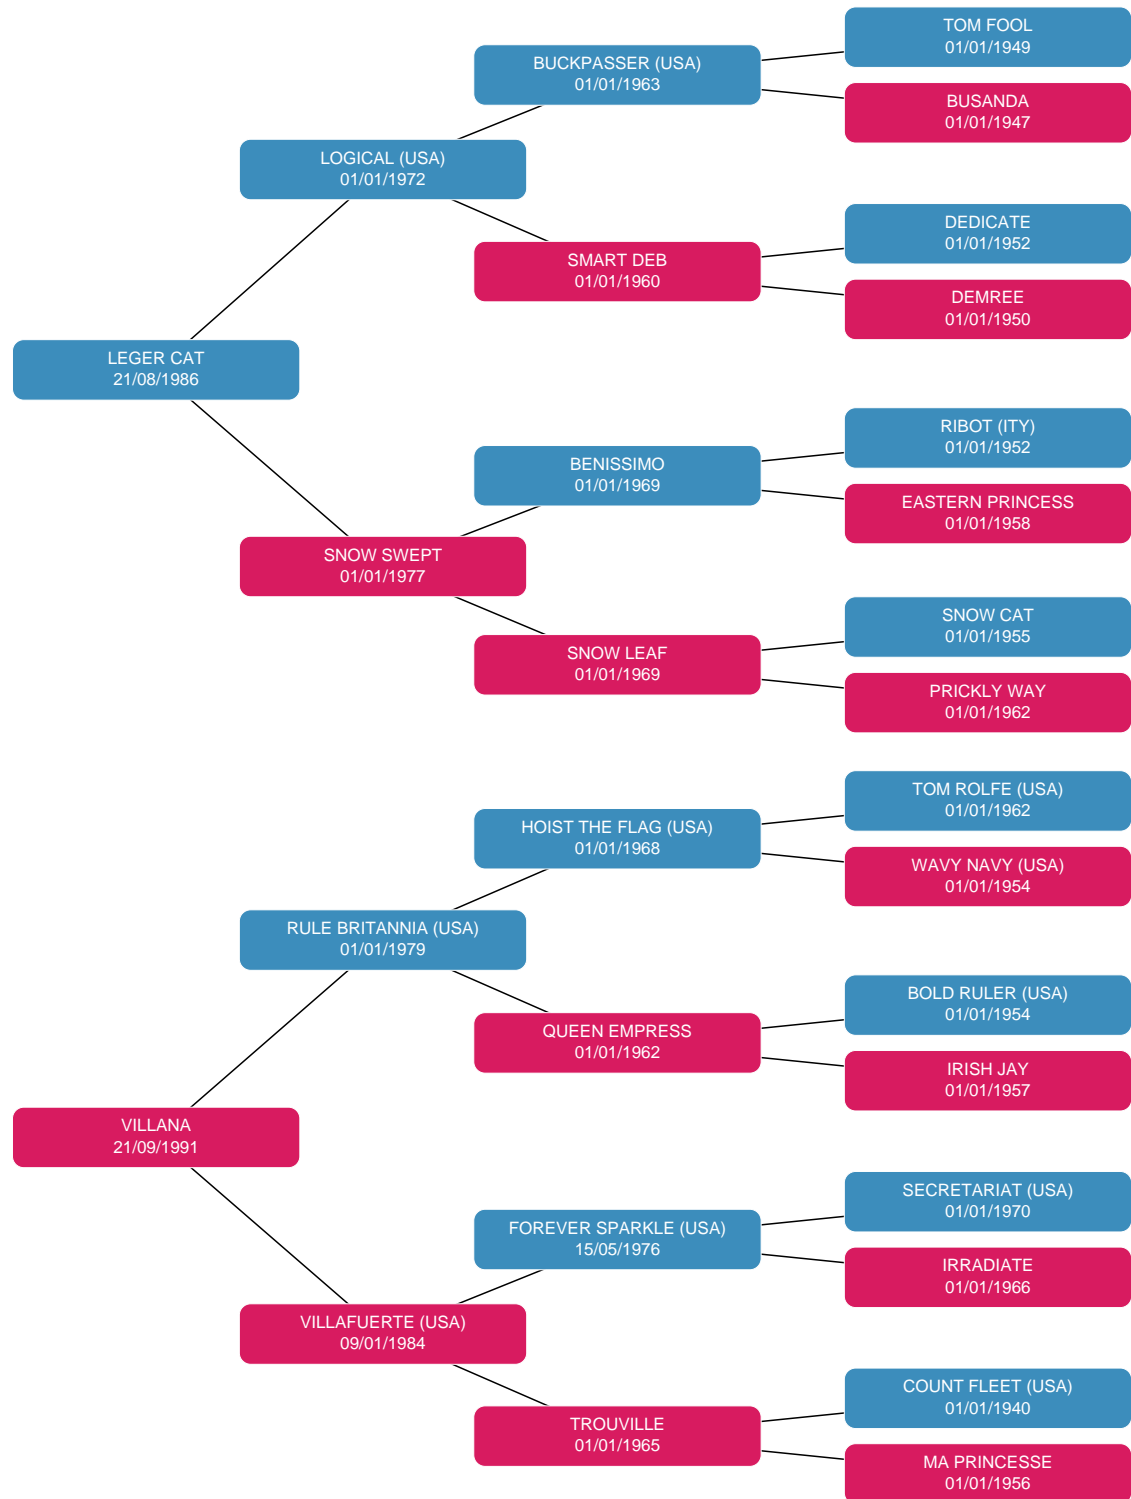 TOM FOOL
01/01/1949
BUCKPASSER (USA)
01/01/1963
BUSANDA
01/01/1947
LOGICAL (USA)
01/01/1972
DEDICATE
01/01/1952
SMART DEB
01/01/1960
DEMREE
01/01/1950
LEGER CAT
21/08/1986
RIBOT (ITY)
01/01/1952
BENISSIMO
01/01/1969
EASTERN PRINCESS
01/01/1958
SNOW SWEPT
01/01/1977
SNOW CAT
01/01/1955
SNOW LEAF
01/01/1969
PRICKLY WAY
01/01/1962
TOM ROLFE (USA)
01/01/1962
HOIST THE FLAG (USA)
01/01/1968
WAVY NAVY (USA)
01/01/1954
RULE BRITANNIA (USA)
01/01/1979
BOLD RULER (USA)
01/01/1954
QUEEN EMPRESS
01/01/1962
IRISH JAY
01/01/1957
VILLANA
21/09/1991
SECRETARIAT (USA)
01/01/1970
FOREVER SPARKLE (USA)
15/05/1976
IRRADIATE
01/01/1966
VILLAFUERTE (USA)
09/01/1984
COUNT FLEET (USA)
01/01/1940
TROUVILLE
01/01/1965
MA PRINCESSE
01/01/1956